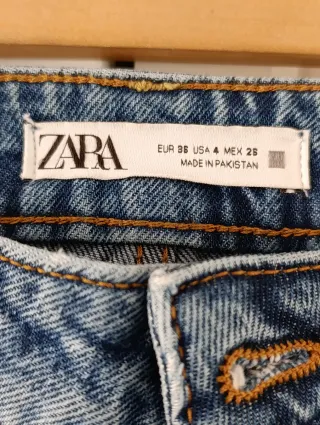 ZARA
EUR 36 USA 4 MEX 26
MADE IN PAKISTAN